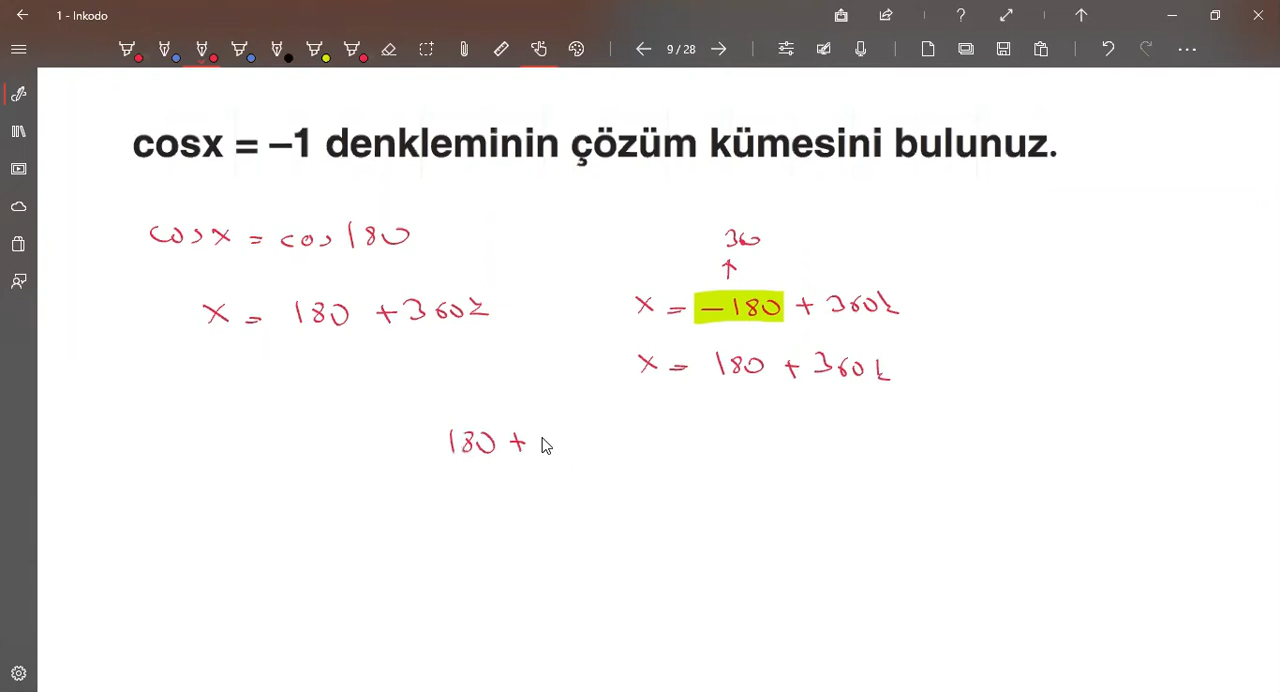 1 - Inkodo
9 / 28
cosx = –1 denkleminin çözüm kümesini bulunuz.
cosx = cos180
360
x = 180 + 360k
x = -180 + 360k
x = 180 + 360k
180 +